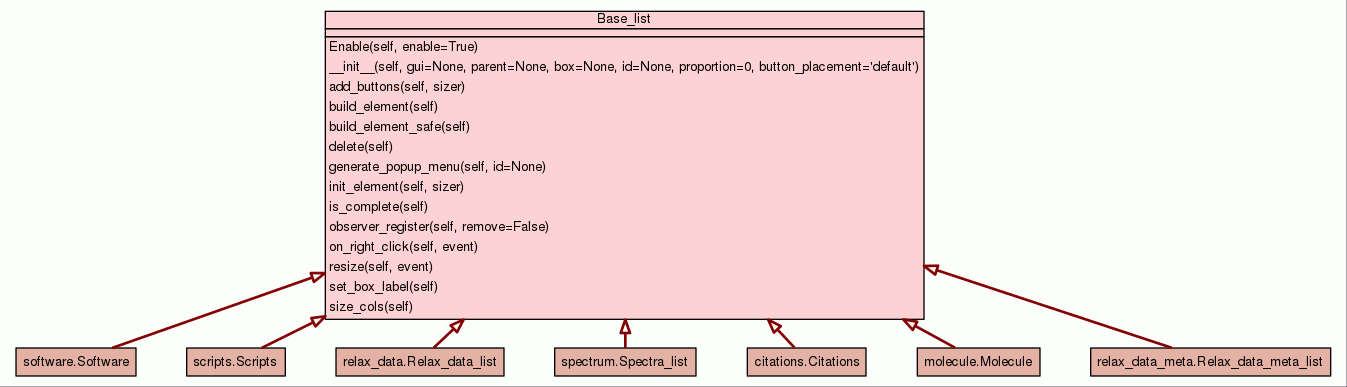 Base_list
Enable(self, enable=True)
__init__(self, gui=None, parent=None, box=None, id=None, proportion=0, button_placement='default')
add_buttons(self, sizer)
build_element(self)
build_element_safe(self)
delete(self)
generate_popup_menu(self, id=None)
init_element(self, sizer)
is_complete(self)
observer_register(self, remove=False)
on_right_click(self, event)
resize(self, event)
set_box_label(self)
size_cols(self)
software.Software scripts.Scripts relax_data.Relax_data_list spectrum.Spectra_list citations.Citations molecule.Molecule relax_data_meta.Relax_data_meta_list